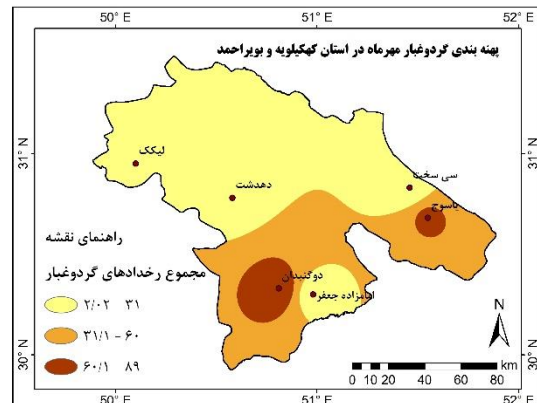 50° E 51° E 52° E
پهنه بندی گردوغبار مهرماه در استان کهکیلویه و بویراحمد
31° N
31° N
لیکک
سی سخت
دهدشت
یاسوج
راهنمای نقشه
مجموع رخدادهای گردوغبار
دوگنبدان
امامزاده جعفر
۲/۰۲ ۳۱
۳۱/۱ - ۶۰
۶۰/۱ ۸۹
N
30° N
30° N
km
0 10 20 40 60 80
50° E 51° E 52° E